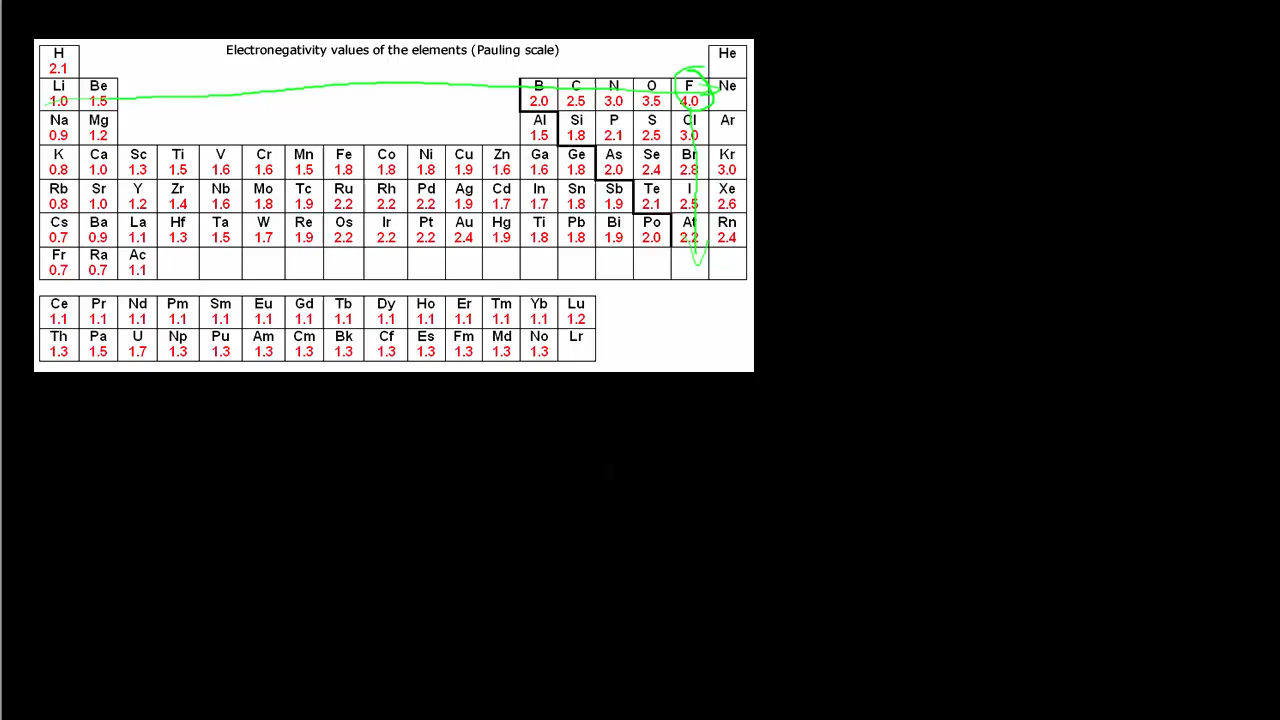 Electronegativity values of the elements (Pauling scale)
H He
2.1
Li Be B C N O F Ne
1.0 1.5 2.0 2.5 3.0 3.5 4.0
Na Mg Al Si P S Cl Ar
0.9 1.2 1.5 1.8 2.1 2.5 3.0
K Ca Sc Ti V Cr Mn Fe Co Ni Cu Zn Ga Ge As Se Br Kr
0.8 1.0 1.3 1.5 1.6 1.6 1.5 1.8 1.8 1.8 1.9 1.6 1.6 1.8 2.0 2.4 2.8 3.0
Rb Sr Y Zr Nb Mo Tc Ru Rh Pd Ag Cd In Sn Sb Te I Xe
0.8 1.0 1.2 1.4 1.6 1.8 1.9 2.2 2.2 2.2 1.9 1.7 1.7 1.8 1.9 2.1 2.5 2.6
Cs Ba La Hf Ta W Re Os Ir Pt Au Hg Ti Pb Bi Po At Rn
0.7 0.9 1.1 1.3 1.5 1.7 1.9 2.2 2.2 2.2 2.4 1.9 1.8 1.8 1.9 2.0 2.2 2.4
Fr Ra Ac
0.7 0.7 1.1
Ce Pr Nd Pm Sm Eu Gd Tb Dy Ho Er Tm Yb Lu
1.1 1.1 1.1 1.1 1.1 1.1 1.1 1.1 1.1 1.1 1.1 1.1 1.1 1.2
Th Pa U Np Pu Am Cm Bk Cf Es Fm Md No Lr
1.3 1.5 1.7 1.3 1.3 1.3 1.3 1.3 1.3 1.3 1.3 1.3 1.3